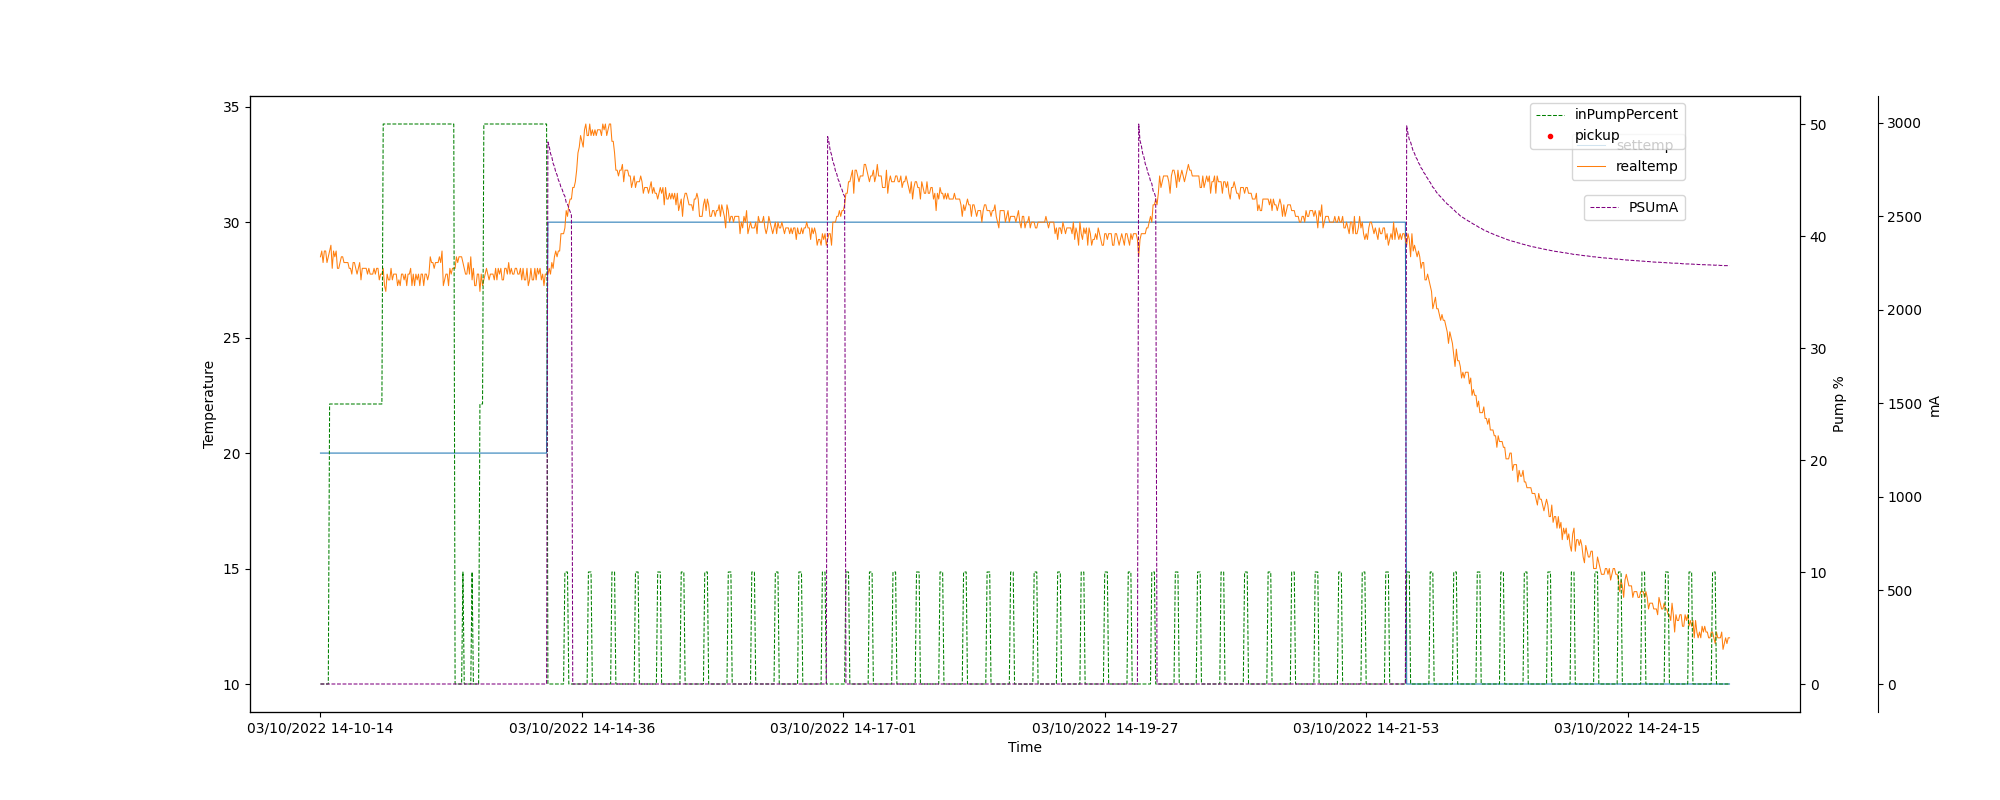 35
30
25
20
15
10
Temperature
03/10/2022 14-10-14
03/10/2022 14-14-36
03/10/2022 14-17-01
03/10/2022 14-19-27
03/10/2022 14-21-53
03/10/2022 14-24-15
Time
inPumpPercent
pickup
settemp
realtemp
PSUmA
50
40
30
20
10
0
Pump %
3000
2500
2000
1500
1000
500
0
mA